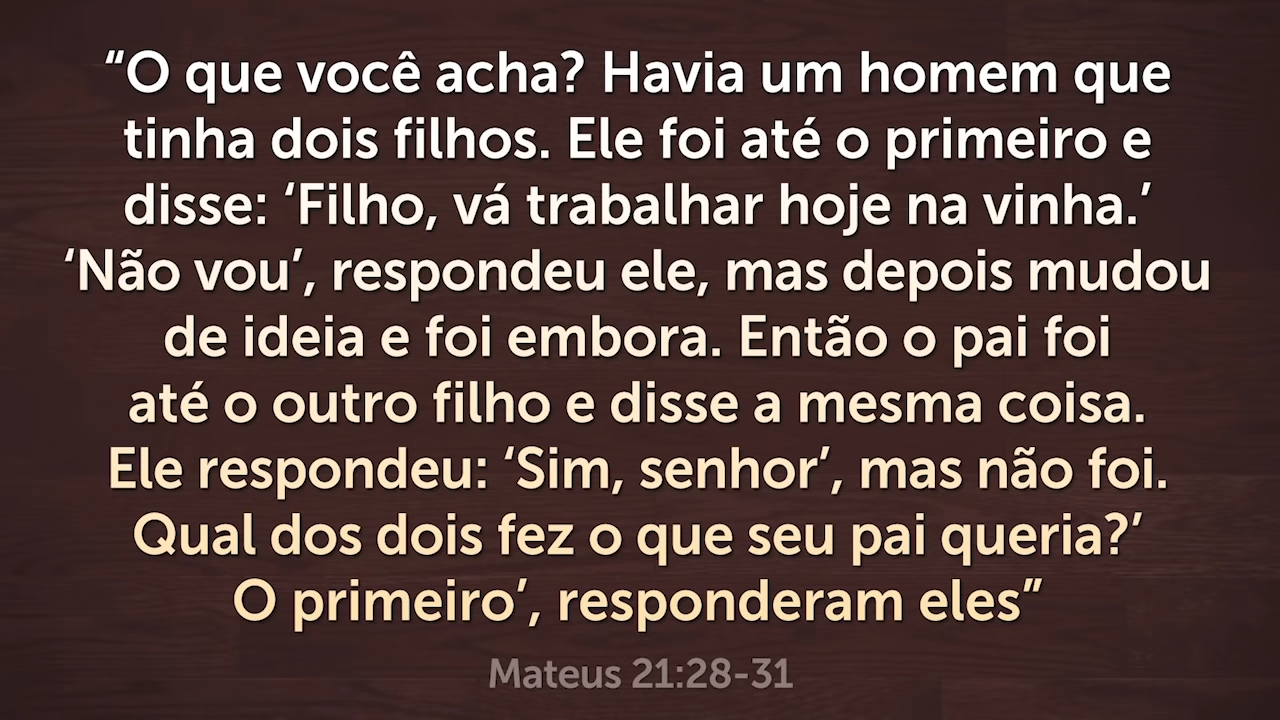 “O que você acha? Havia um homem que
tinha dois filhos. Ele foi até o primeiro e
disse: ‘Filho, vá trabalhar hoje na vinha.’
‘Não vou’, respondeu ele, mas depois mudou
de ideia e foi embora. Então o pai foi
até o outro filho e disse a mesma coisa.
Ele respondeu: ‘Sim, senhor’, mas não foi.
Qual dos dois fez o que seu pai queria?’
O primeiro’, responderam eles”
Mateus 21:28-31